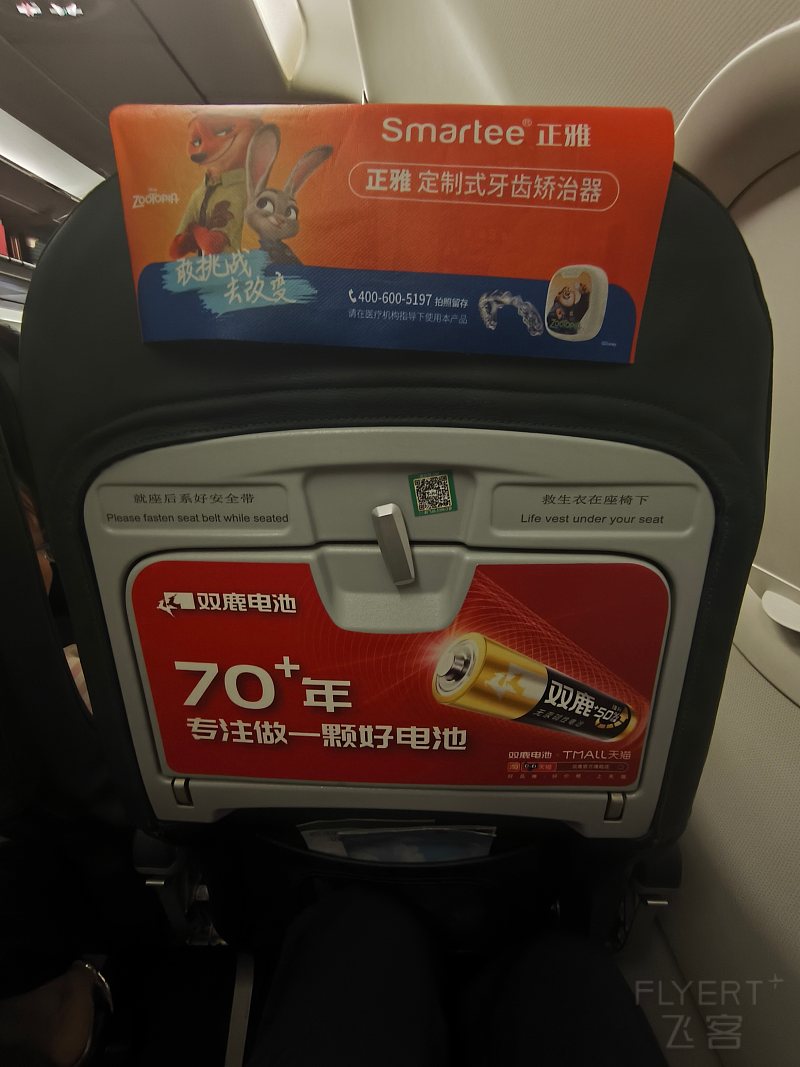 Smartee® 正雅
正雅 定制式牙齿矫治器
Disney
ZOOTOPIA
敢挑战
去改变
400-600-5197 拍照留存
请在医疗机构指导下使用本产品
ZOOTOPIA
©Disney
就座后系好安全带
Please fasten seat belt while seated
救生衣在座椅下
Life vest under your seat
双鹿电池
70+年
专注做一颗好电池
双鹿
+50%
双鹿电池 · TMALL天猫
FLYERT+
飞客